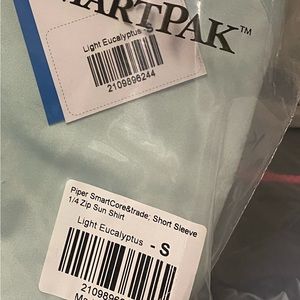 MARTPAK™
Light Eucalyptus - S
2109896244
Piper SmartCore&trade; Short Sleeve
1/4 Zip Sun Shirt
Light Eucalyptus - S